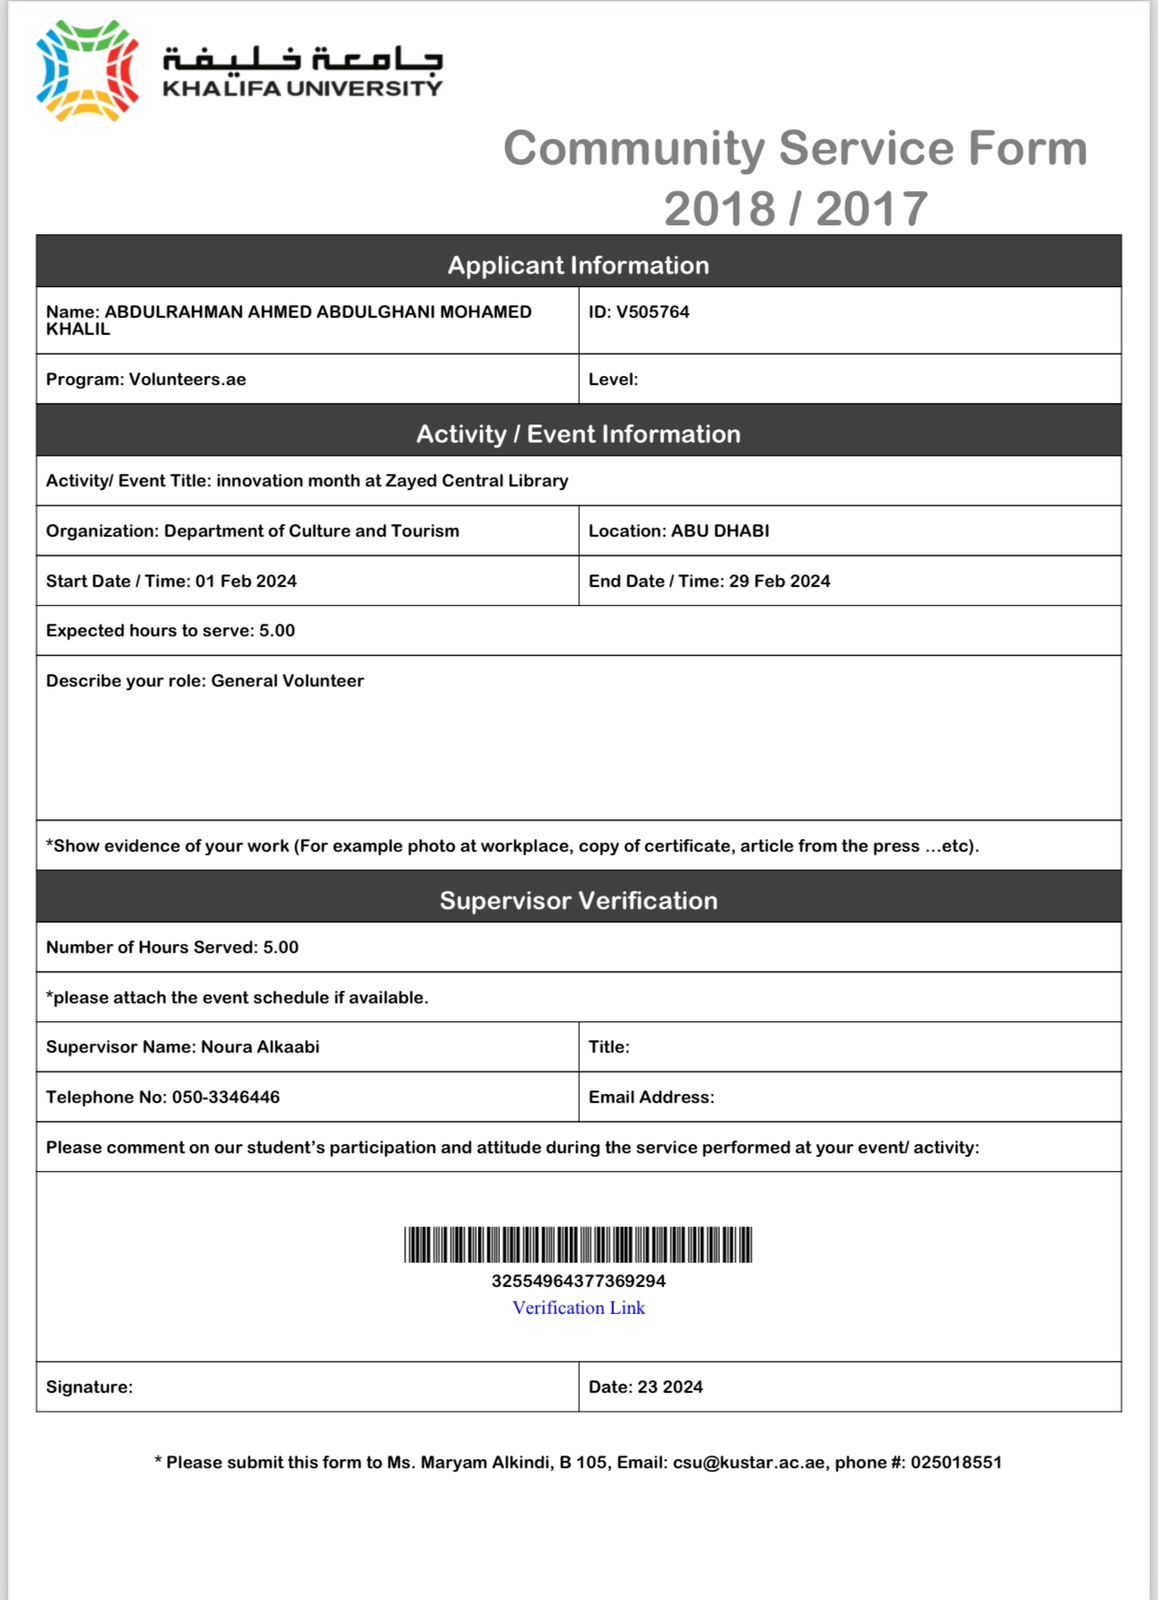 جامعة خليفة
KHALIFA UNIVERSITY
Community Service Form
2018 / 2017
Applicant Information
Name: ABDULRAHMAN AHMED ABDULGHANI MOHAMED
KHALIL
ID: V505764
Program: Volunteers.ae
Level:
Activity / Event Information
Activity/ Event Title: innovation month at Zayed Central Library
Organization: Department of Culture and Tourism
Location: ABU DHABI
Start Date / Time: 01 Feb 2024
End Date / Time: 29 Feb 2024
Expected hours to serve: 5.00
Describe your role: General Volunteer
*Show evidence of your work (For example photo at workplace, copy of certificate, article from the press ...etc).
Supervisor Verification
Number of Hours Served: 5.00
*please attach the event schedule if available.
Supervisor Name: Noura Alkaabi
Title:
Telephone No: 050-3346446
Email Address:
Please comment on our student’s participation and attitude during the service performed at your event/ activity:
32554964377369294
Verification Link
Signature:
Date: 23 2024
* Please submit this form to Ms. Maryam Alkindi, B 105, Email: csu@kustar.ac.ae, phone #: 025018551